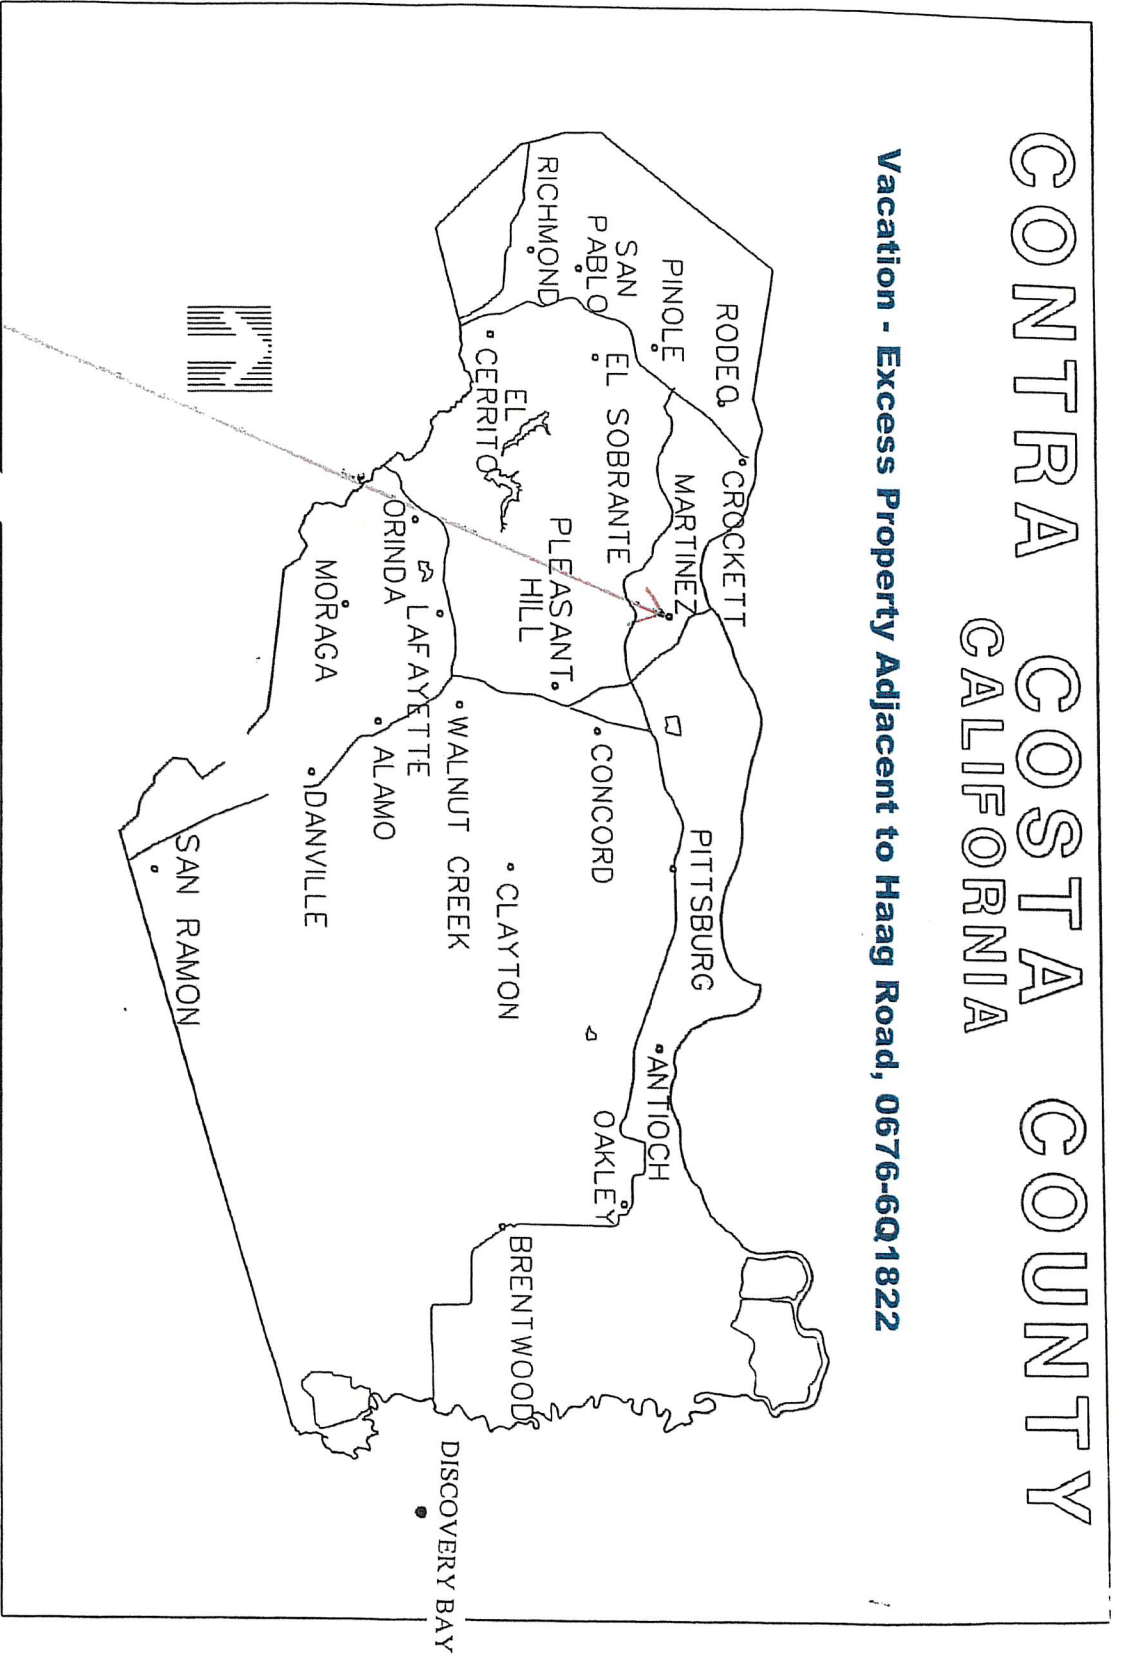 CONTRA COSTA COUNTY
CALIFORNIA
Vacation - Excess Property Adjacent to Haag Road, 0676-6Q1822
RODEO
CROCKETT
PITTSBURG
MARTINEZ
PINOLE
ANTIOCH
SAN
PABLO
EL SOBRANTE
OAKLEY
CONCORD
PLEASANT
HILL
RICHMOND
BRENTWOOD
EL
CERRITO
CLAYTON
WALNUT CREEK
DISCOVERY BAY
LAFAYETTE
ORINDA
ALAMO
MORAGA
DANVILLE
SAN RAMON